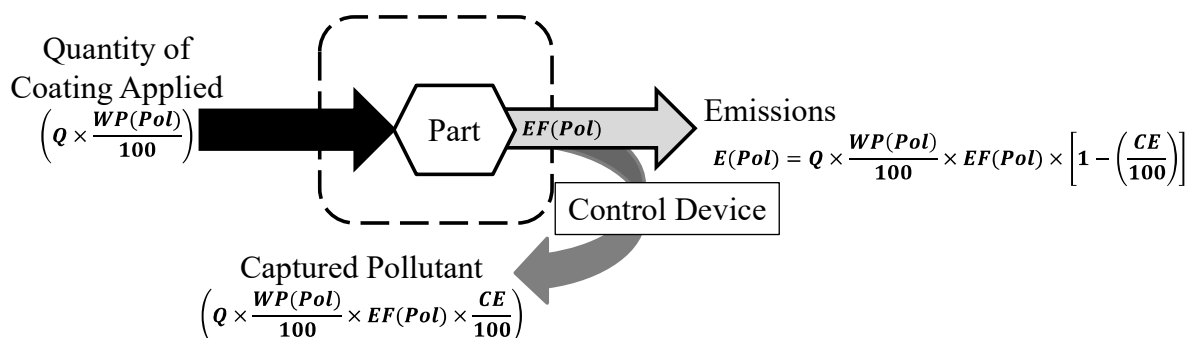 Quantity of
Coating Applied
(Q × WP(Pol)/100)
Part
EF(Pol)
Emissions
E(Pol) = Q × WP(Pol)/100 × EF(Pol) × [1 − (CE/100)]
Control Device
Captured Pollutant
(Q × WP(Pol)/100 × EF(Pol) × CE/100)